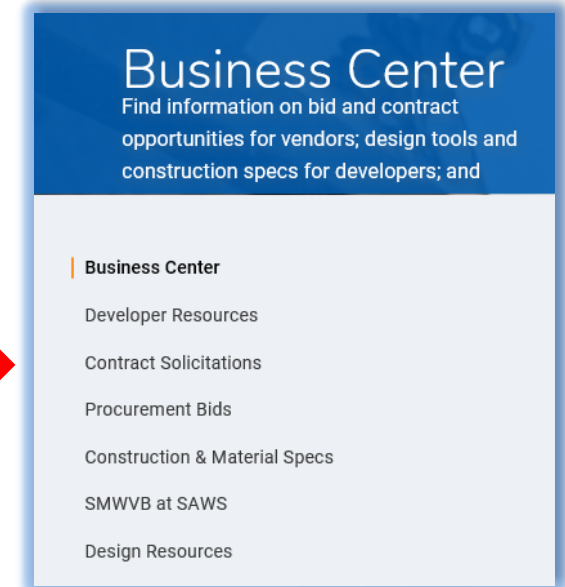 Business Center
Find information on bid and contract
opportunities for vendors; design tools and
construction specs for developers; and
Business Center
Developer Resources
Contract Solicitations
Procurement Bids
Construction & Material Specs
SMWVB at SAWS
Design Resources